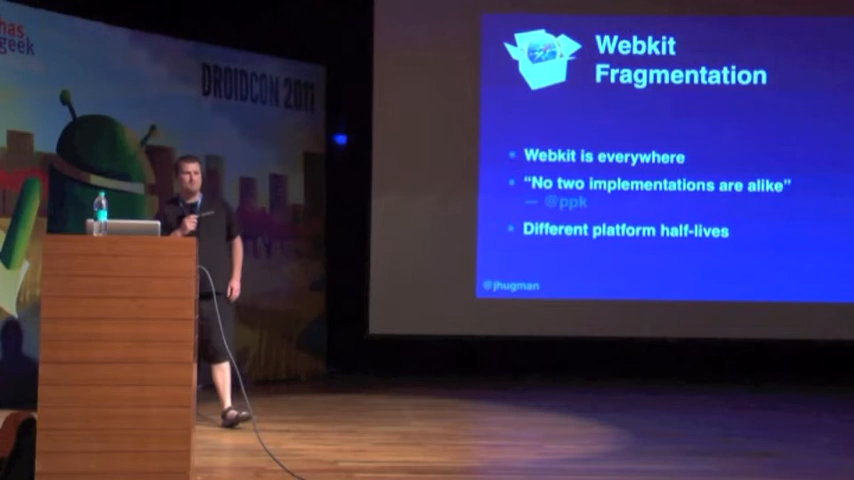 has
geek
DROIDCON 2011
Webkit
Fragmentation
Webkit is everywhere
"No two implementations are alike"
— @ppk
Different platform half-lives
@jhugman